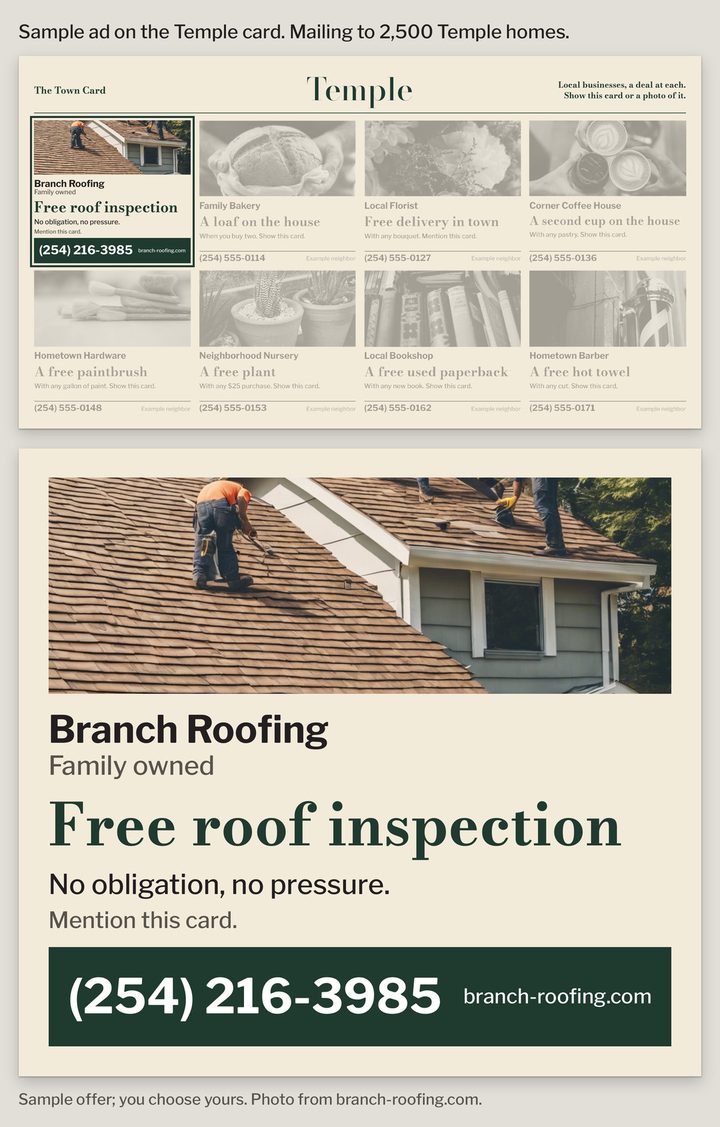 Sample ad on the Temple card. Mailing to 2,500 Temple homes.
The Town Card
Temple
Local businesses, a deal at each.
Show this card or a photo of it.
Branch Roofing
Family owned
Free roof inspection
No obligation, no pressure.
Mention this card.
(254) 216-3985 branch-roofing.com
Family Bakery
A loaf on the house
When you buy two. Show this card.
(254) 555-0114 Example neighbor
Local Florist
Free delivery in town
With any bouquet. Mention this card.
(254) 555-0127 Example neighbor
Corner Coffee House
A second cup on the house
With any pastry. Show this card.
(254) 555-0136 Example neighbor
Hometown Hardware
A free paintbrush
With any gallon of paint. Show this card.
(254) 555-0148 Example neighbor
Neighborhood Nursery
A free plant
With any $25 purchase. Show this card.
(254) 555-0153 Example neighbor
Local Bookshop
A free used paperback
With any new book. Show this card.
(254) 555-0162 Example neighbor
Hometown Barber
A free hot towel
With any cut. Show this card.
(254) 555-0171 Example neighbor
Branch Roofing
Family owned
Free roof inspection
No obligation, no pressure.
Mention this card.
(254) 216-3985 branch-roofing.com
Sample offer; you choose yours. Photo from branch-roofing.com.